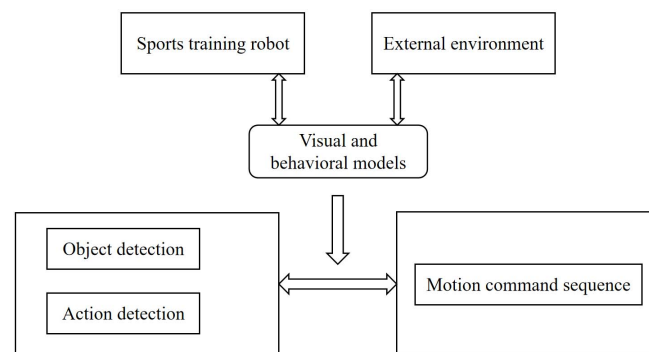 Sports training robot
External environment
Visual and
behavioral models
Object detection
Action detection
Motion command sequence